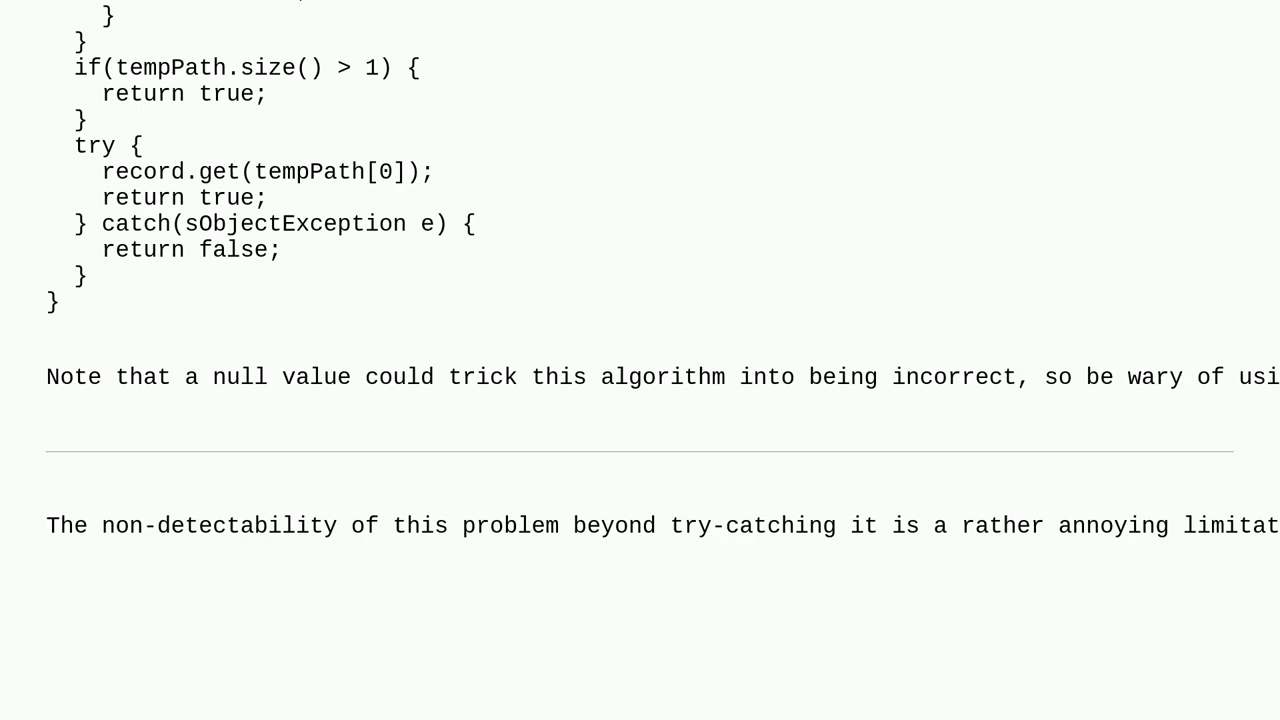 }
  }
  if(tempPath.size() > 1) {
    return true;
  }
  try {
    record.get(tempPath[0]);
    return true;
  } catch(sObjectException e) {
    return false;
  }
}
Note that a null value could trick this algorithm into being incorrect, so be wary of usi
The non-detectability of this problem beyond try-catching it is a rather annoying limitat